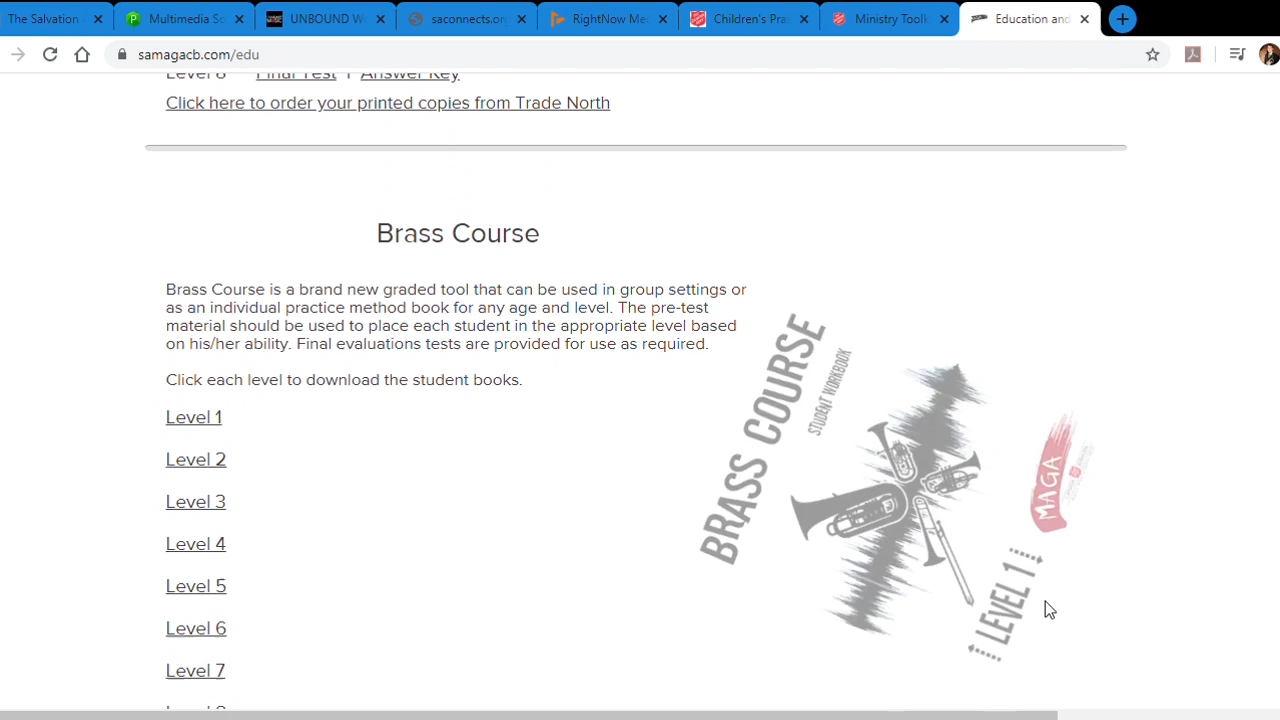 The Salvation
Multimedia So
UNBOUND W
saconnects.or
RightNow Me
Children's Pra
Ministry Toolk
Education and
samagacb.com/edu
Final Test | Answer Key
Click here to order your printed copies from Trade North
Brass Course
Brass Course is a brand new graded tool that can be used in group settings or
as an individual practice method book for any age and level. The pre-test
material should be used to place each student in the appropriate level based
on his/her ability. Final evaluations tests are provided for use as required.
Click each level to download the student books.
Level 1
Level 2
Level 3
Level 4
Level 5
Level 6
Level 7
BRASS COURSE
STUDENT WORKBOOK
MAGA
LEVEL 1